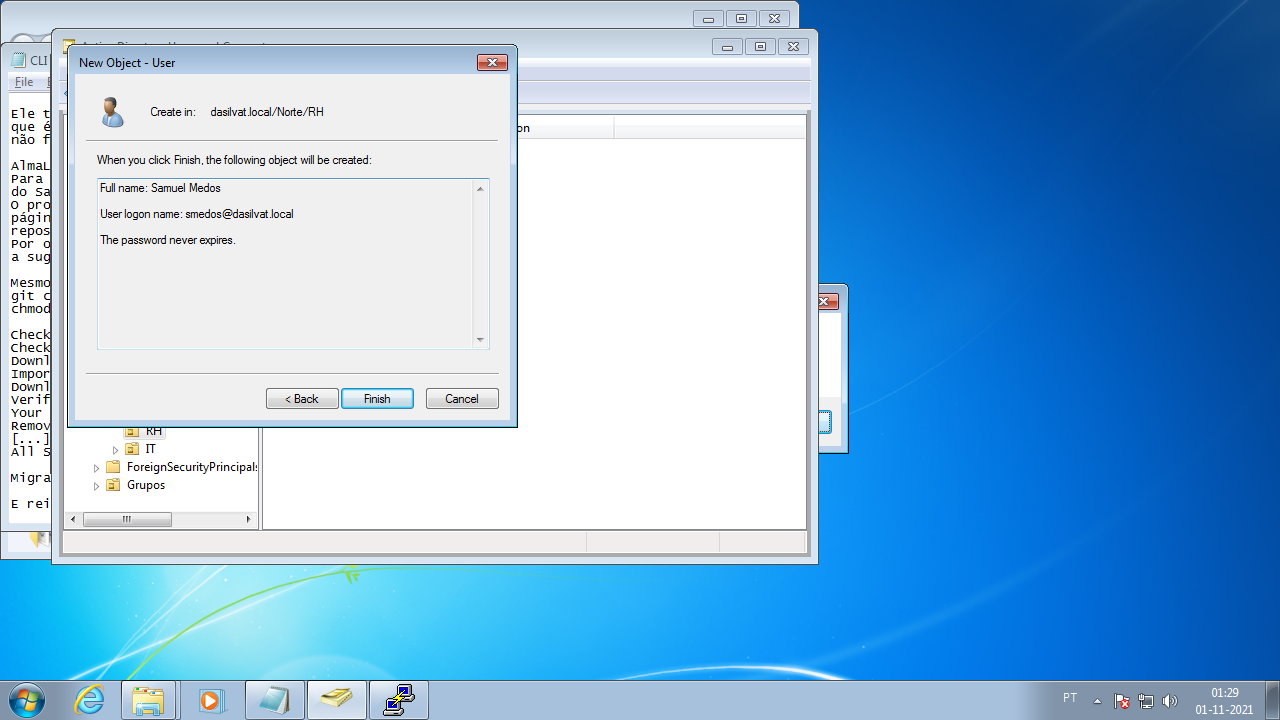 New Object - User
Create in: dasilvat.local/Norte/RH
When you click Finish, the following object will be created:
Full name: Samuel Medos
User logon name: smedos@dasilvat.local
The password never expires.
< Back
Finish
Cancel
CLI
File
Ele t
que é
não f
AlmaL
Para
do Sa
O pro
págin
repos
Por o
a sug
Mesmo
git c
chmod
Check
Check
Downl
Impor
Downl
Verif
Your
Remov
[...]
All S
Migra
E rei
on
RH
IT
ForeignSecurityPrincipals
Grupos
PT
01:29
01-11-2021